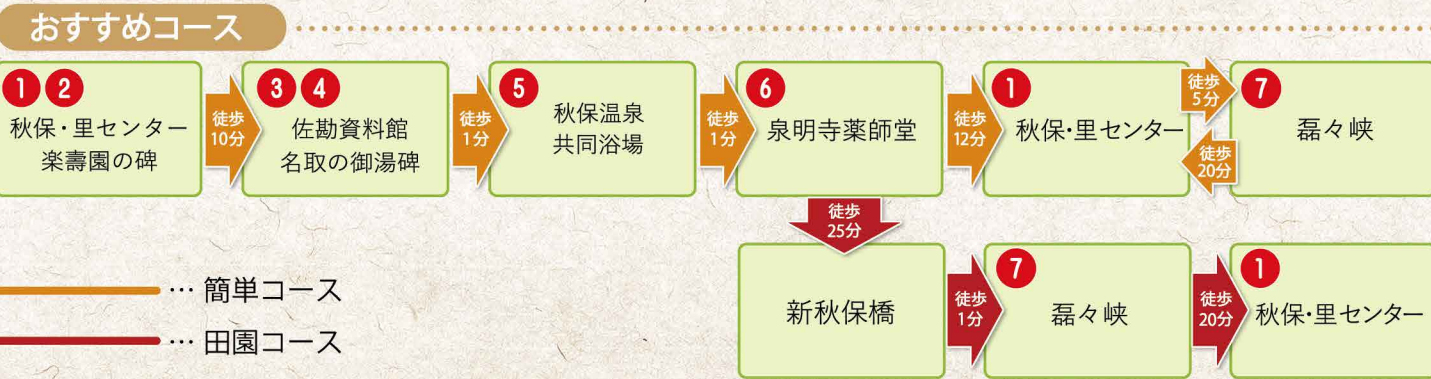 おすすめコース
❶❷
秋保・里センター
楽壽園の碑
徒歩
10分
❸❹
佐勘資料館
名取の御湯碑
徒歩
1分
❺
秋保温泉
共同浴場
徒歩
1分
❻
泉明寺薬師堂
徒歩
12分
❶
秋保・里センター
徒歩
5分
徒歩
20分
❼
磊々峡
徒歩
25分
新秋保橋
徒歩
1分
❼
磊々峡
徒歩
20分
❶
秋保・里センター
… 簡単コース
… 田園コース